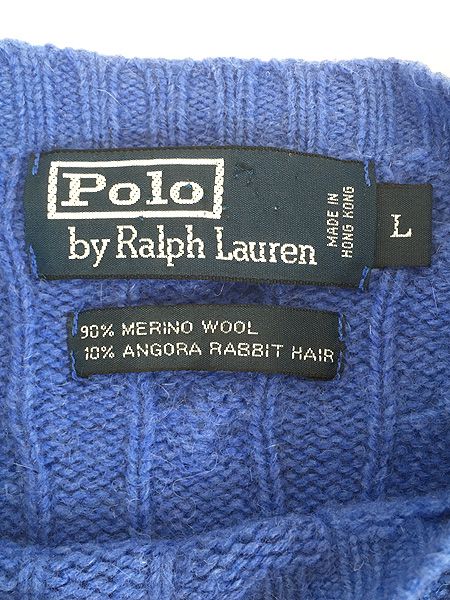 Polo
by Ralph Lauren
MADE IN
HONG KONG
L
90% MERINO WOOL
10% ANGORA RABBIT HAIR